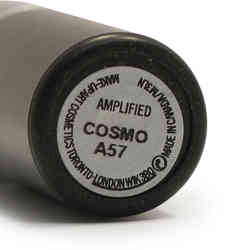 AMPLIFIED
COSMO
A57
MAKE-UP ART COSMETICS TORONTO-LONDON W1K 3BD
MADE IN CANADA/